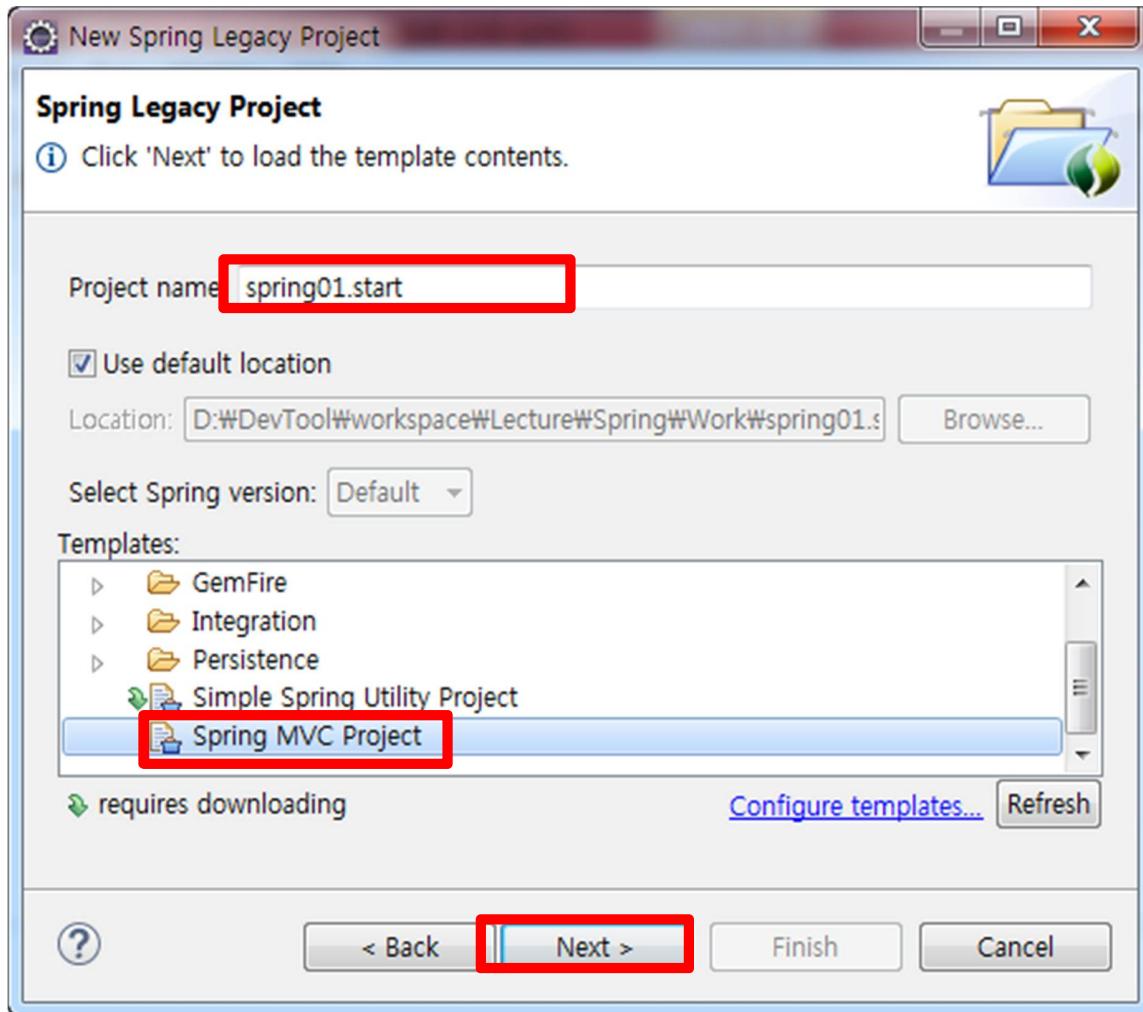 New Spring Legacy Project
Spring Legacy Project
Click 'Next' to load the template contents.
Project name spring01.start
Use default location
Location: D:₩DevTool₩workspace₩Lecture₩Spring₩Work₩spring01.s Browse...
Select Spring version: Default
Templates:
GemFire
Integration
Persistence
Simple Spring Utility Project
Spring MVC Project
requires downloading Configure templates... Refresh
? < Back Next > Finish Cancel